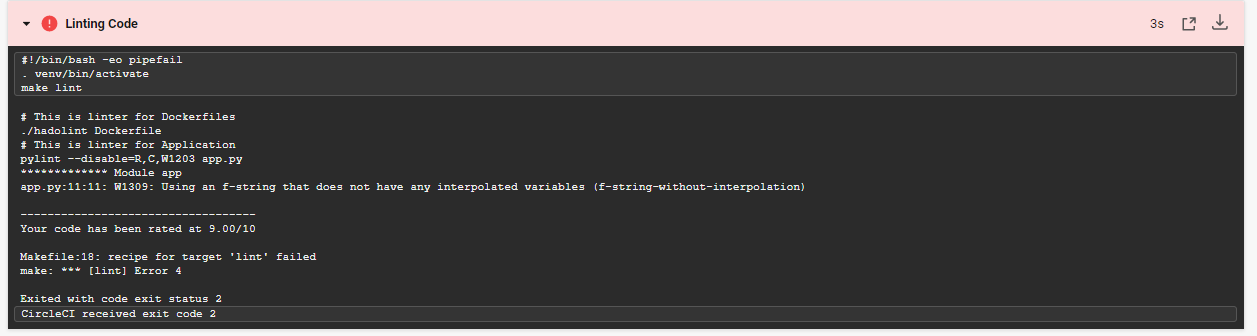 Linting Code
3s
#!/bin/bash -eo pipefail
. venv/bin/activate
make lint
# This is linter for Dockerfiles
./hadolint Dockerfile
# This is linter for Application
pylint --disable=R,C,W1203 app.py
************* Module app
app.py:11:11: W1309: Using an f-string that does not have any interpolated variables (f-string-without-interpolation)
-----------------------------------
Your code has been rated at 9.00/10
Makefile:18: recipe for target 'lint' failed
make: *** [lint] Error 4
Exited with code exit status 2
CircleCI received exit code 2